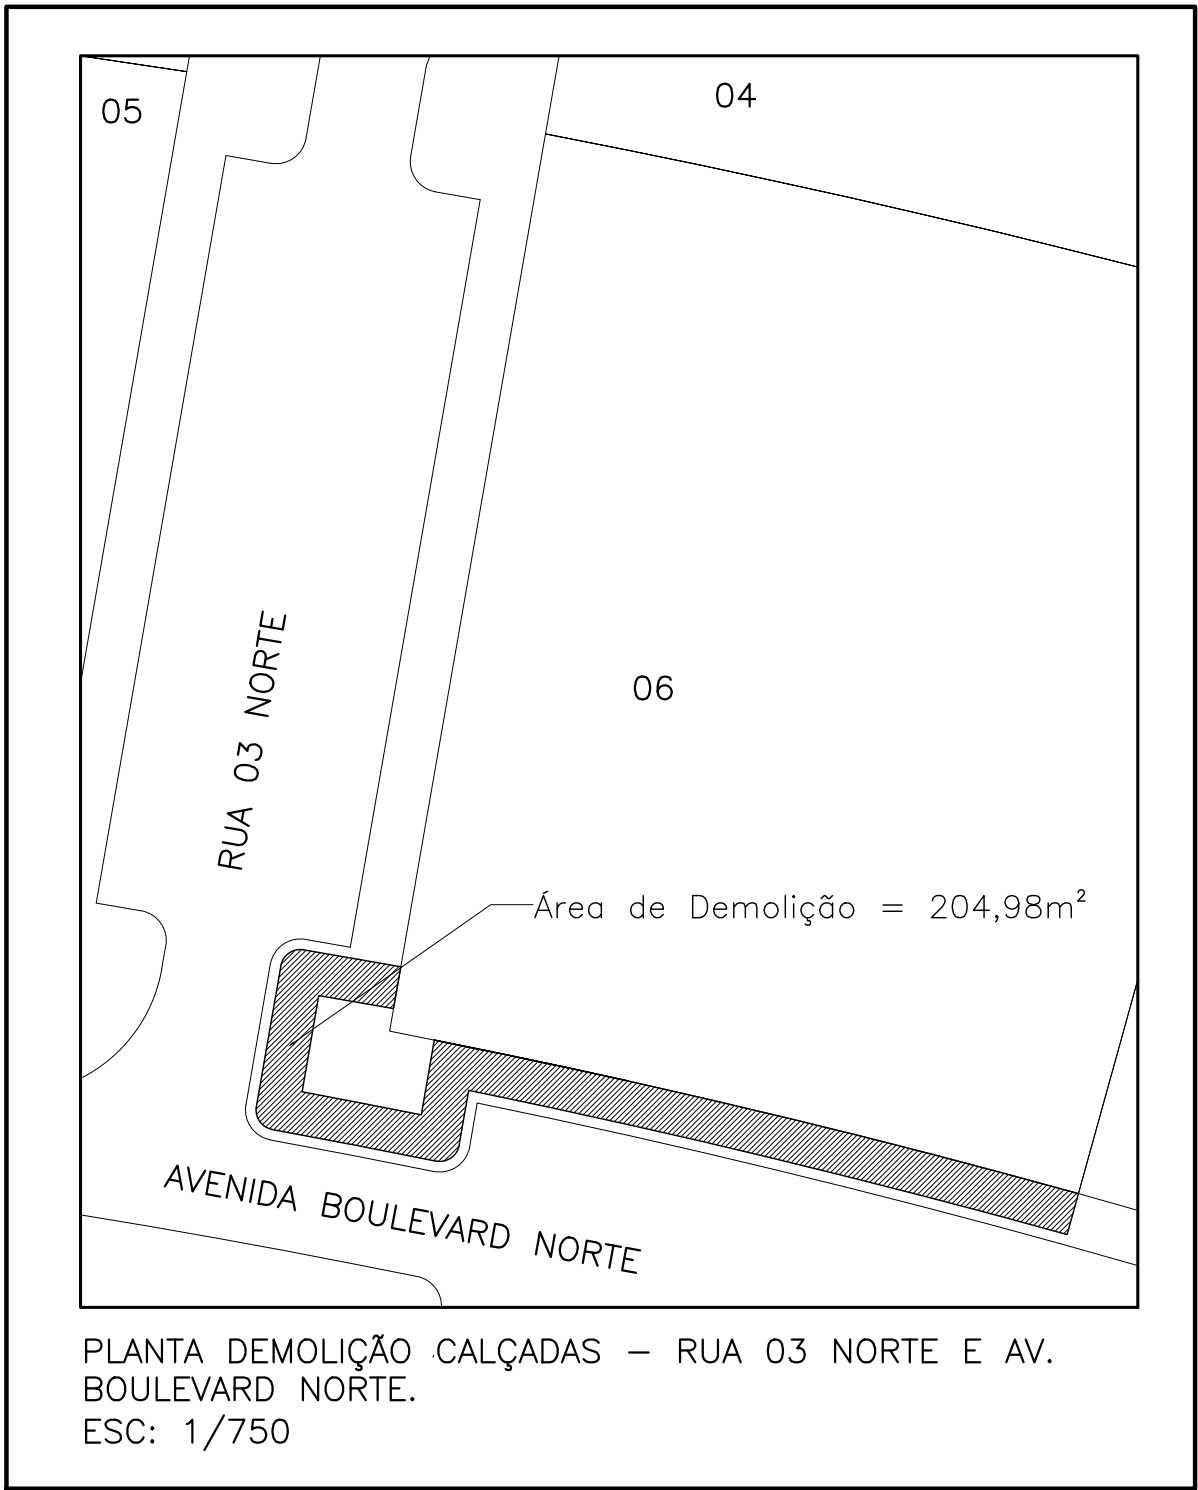 05
04
RUA 03 NORTE
06
Área de Demolição = 204,98m²
AVENIDA BOULEVARD NORTE
PLANTA DEMOLIÇÃO CALÇADAS – RUA 03 NORTE E AV.
BOULEVARD NORTE.
ESC: 1/750